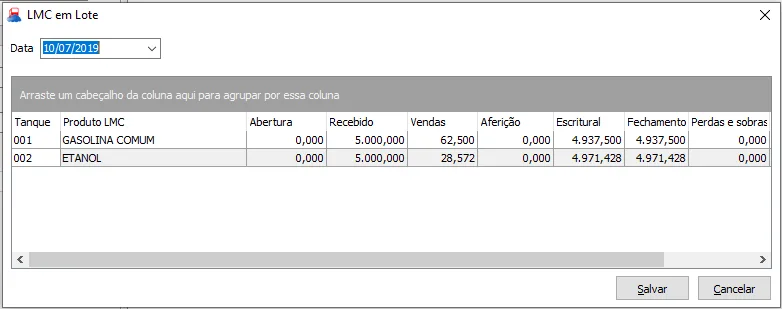 LMC em Lote
Data 10/07/2019
Arraste um cabeçalho da coluna aqui para agrupar por essa coluna
Tanque Produto LMC Abertura Recebido Vendas Aferição Escritural Fechamento Perdas e sobras
001 GASOLINA COMUM 0,000 5.000,000 62,500 0,000 4.937,500 4.937,500 0,000
002 ETANOL 0,000 5.000,000 28,572 0,000 4.971,428 4.971,428 0,000
Salvar Cancelar